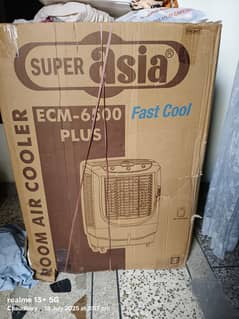 SUPER asia®
ECM-6500
PLUS
Fast Cool
ROOM AIR COOLER
realme 13+ 5G